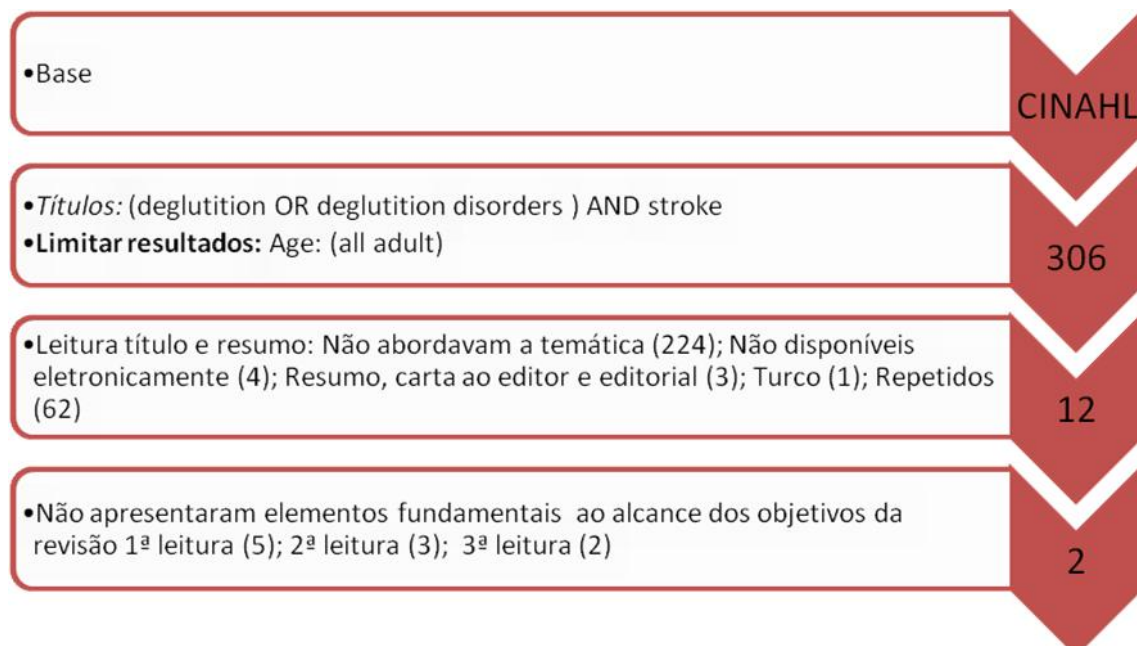 •Base
CINAHL
•Títulos: (deglutition OR deglutition disorders ) AND stroke
•Limitar resultados: Age: (all adult)
306
•Leitura título e resumo: Não abordavam a temática (224); Não disponíveis
eletronicamente (4); Resumo, carta ao editor e editorial (3); Turco (1); Repetidos
(62)
12
•Não apresentaram elementos fundamentais ao alcance dos objetivos da
revisão 1ª leitura (5); 2ª leitura (3); 3ª leitura (2)
2